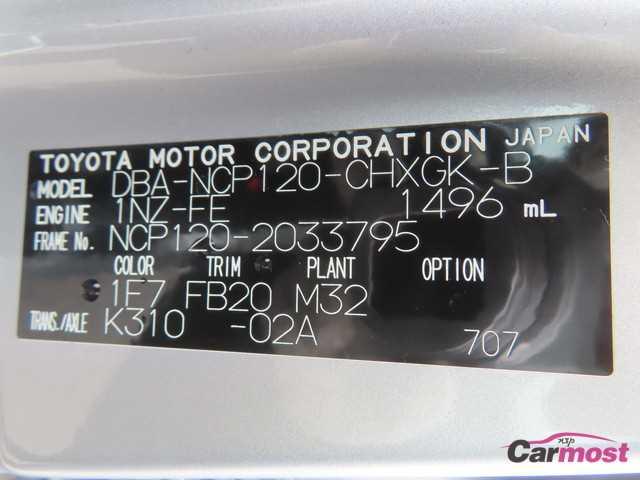 TOYOTA MOTOR CORPORATION JAPAN
MODEL DBA-NCP120-CHXGK-B
ENGINE 1NZ-FE 1496 mL
FRAME No. NCP120-2033795
COLOR TRIM PLANT OPTION
1F7 FB20 M32
TRANS./AXLE K310 -02A 707
Carmost